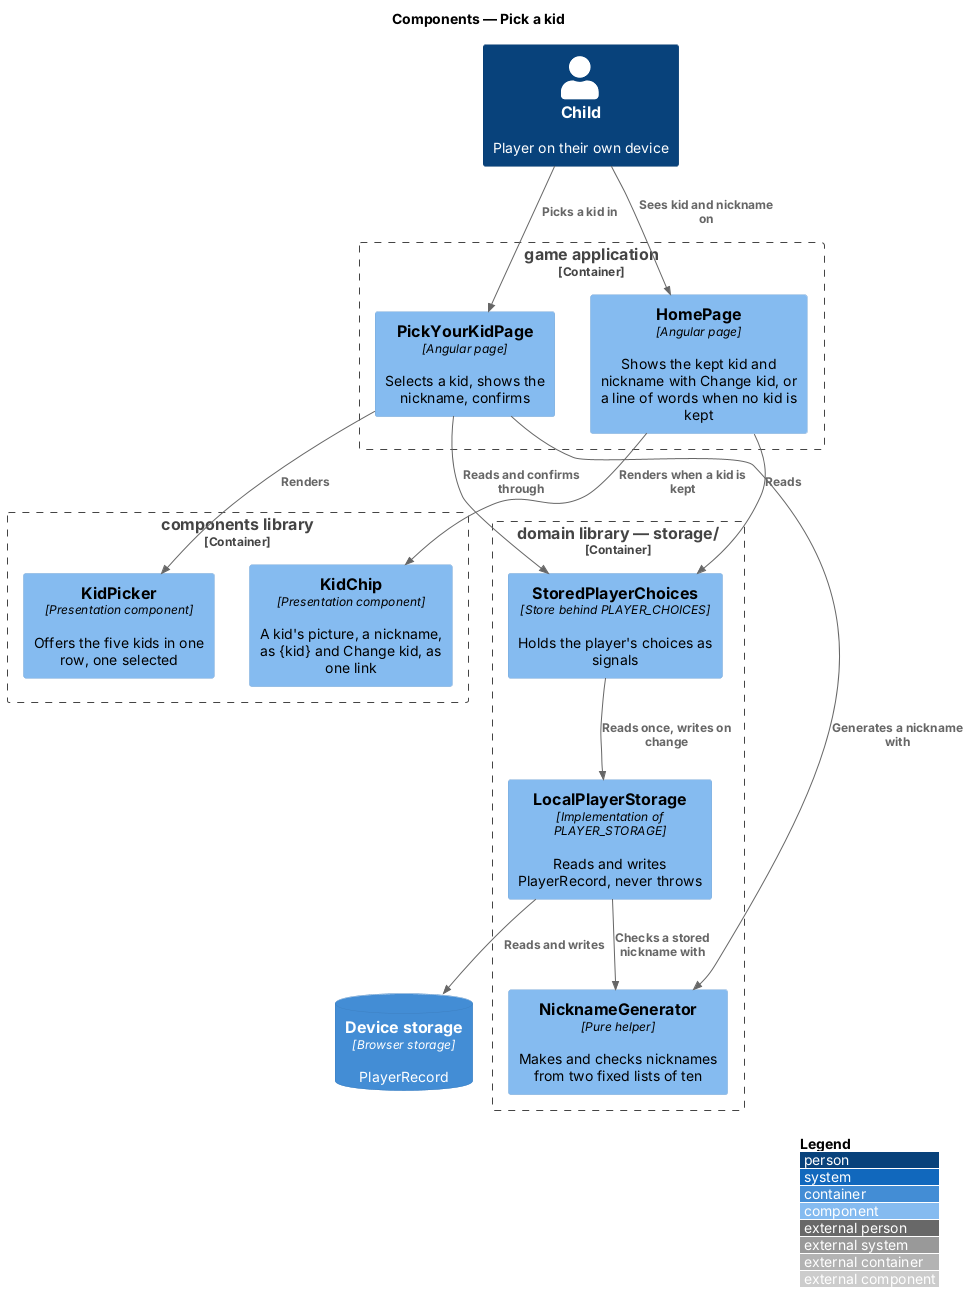 Components — Pick a kid
Child
Player on their own device
Picks a kid in
Sees kid and nickname
on
game application
[Container]
PickYourKidPage
[Angular page]
Selects a kid, shows the
nickname, confirms
HomePage
[Angular page]
Shows the kept kid and
nickname with Change kid, or
a line of words when no kid is
kept
Renders
Reads and confirms
through
Renders when a kid is
kept
Reads
components library
[Container]
KidPicker
[Presentation component]
Offers the five kids in one
row, one selected
KidChip
[Presentation component]
A kid's picture, a nickname,
as {kid} and Change kid, as
one link
domain library — storage/
[Container]
StoredPlayerChoices
[Store behind PLAYER_CHOICES]
Holds the player's choices as
signals
Reads once, writes on
change
Generates a nickname
with
LocalPlayerStorage
[Implementation of
PLAYER_STORAGE]
Reads and writes
PlayerRecord, never throws
Reads and writes
Checks a stored
nickname with
Device storage
[Browser storage]
PlayerRecord
NicknameGenerator
[Pure helper]
Makes and checks nicknames
from two fixed lists of ten
Legend
person
system
container
component
external person
external system
external container
external component